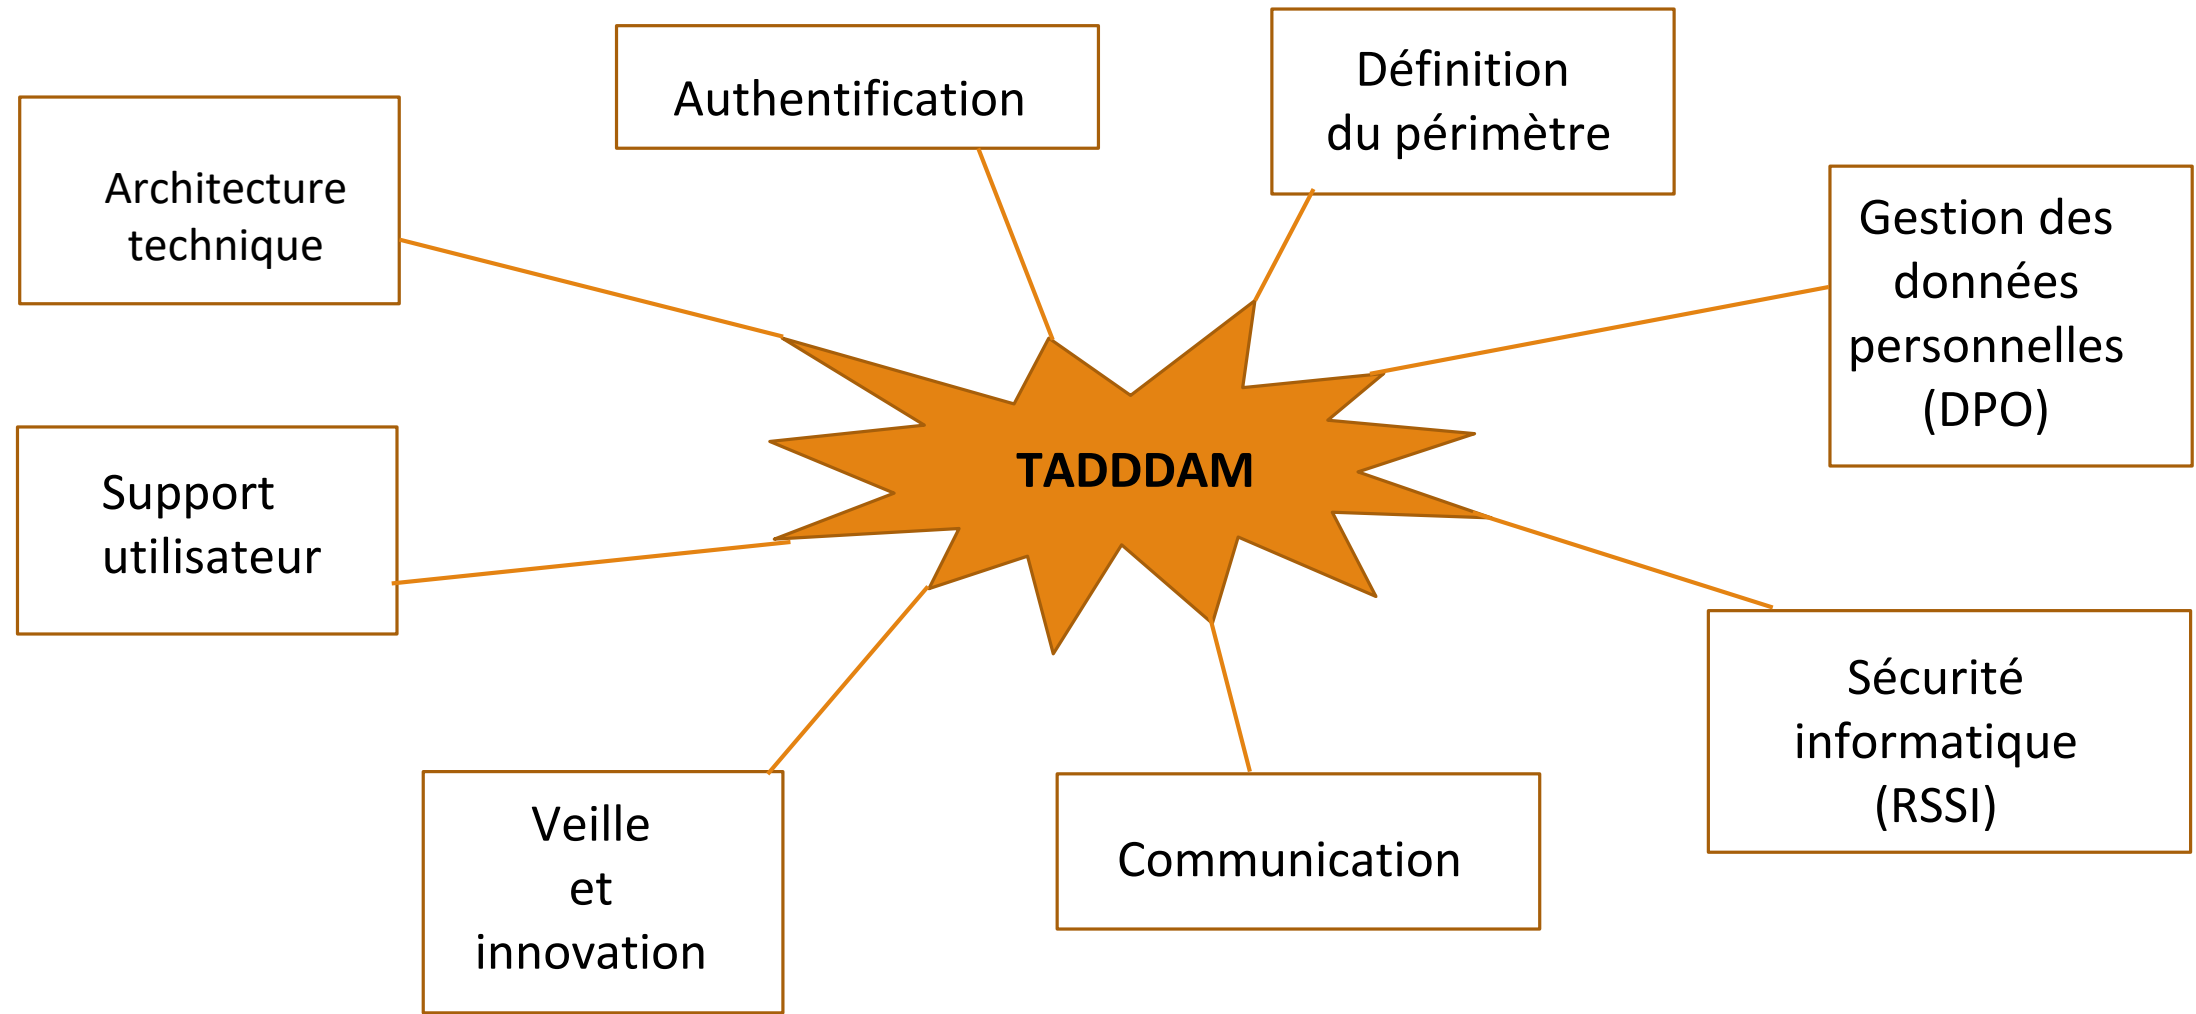 Authentification
Définition
du périmètre
Architecture
technique
Gestion des
données
personnelles
(DPO)
TADDDAM
Support
utilisateur
Sécurité
informatique
(RSSI)
Veille
et
innovation
Communication